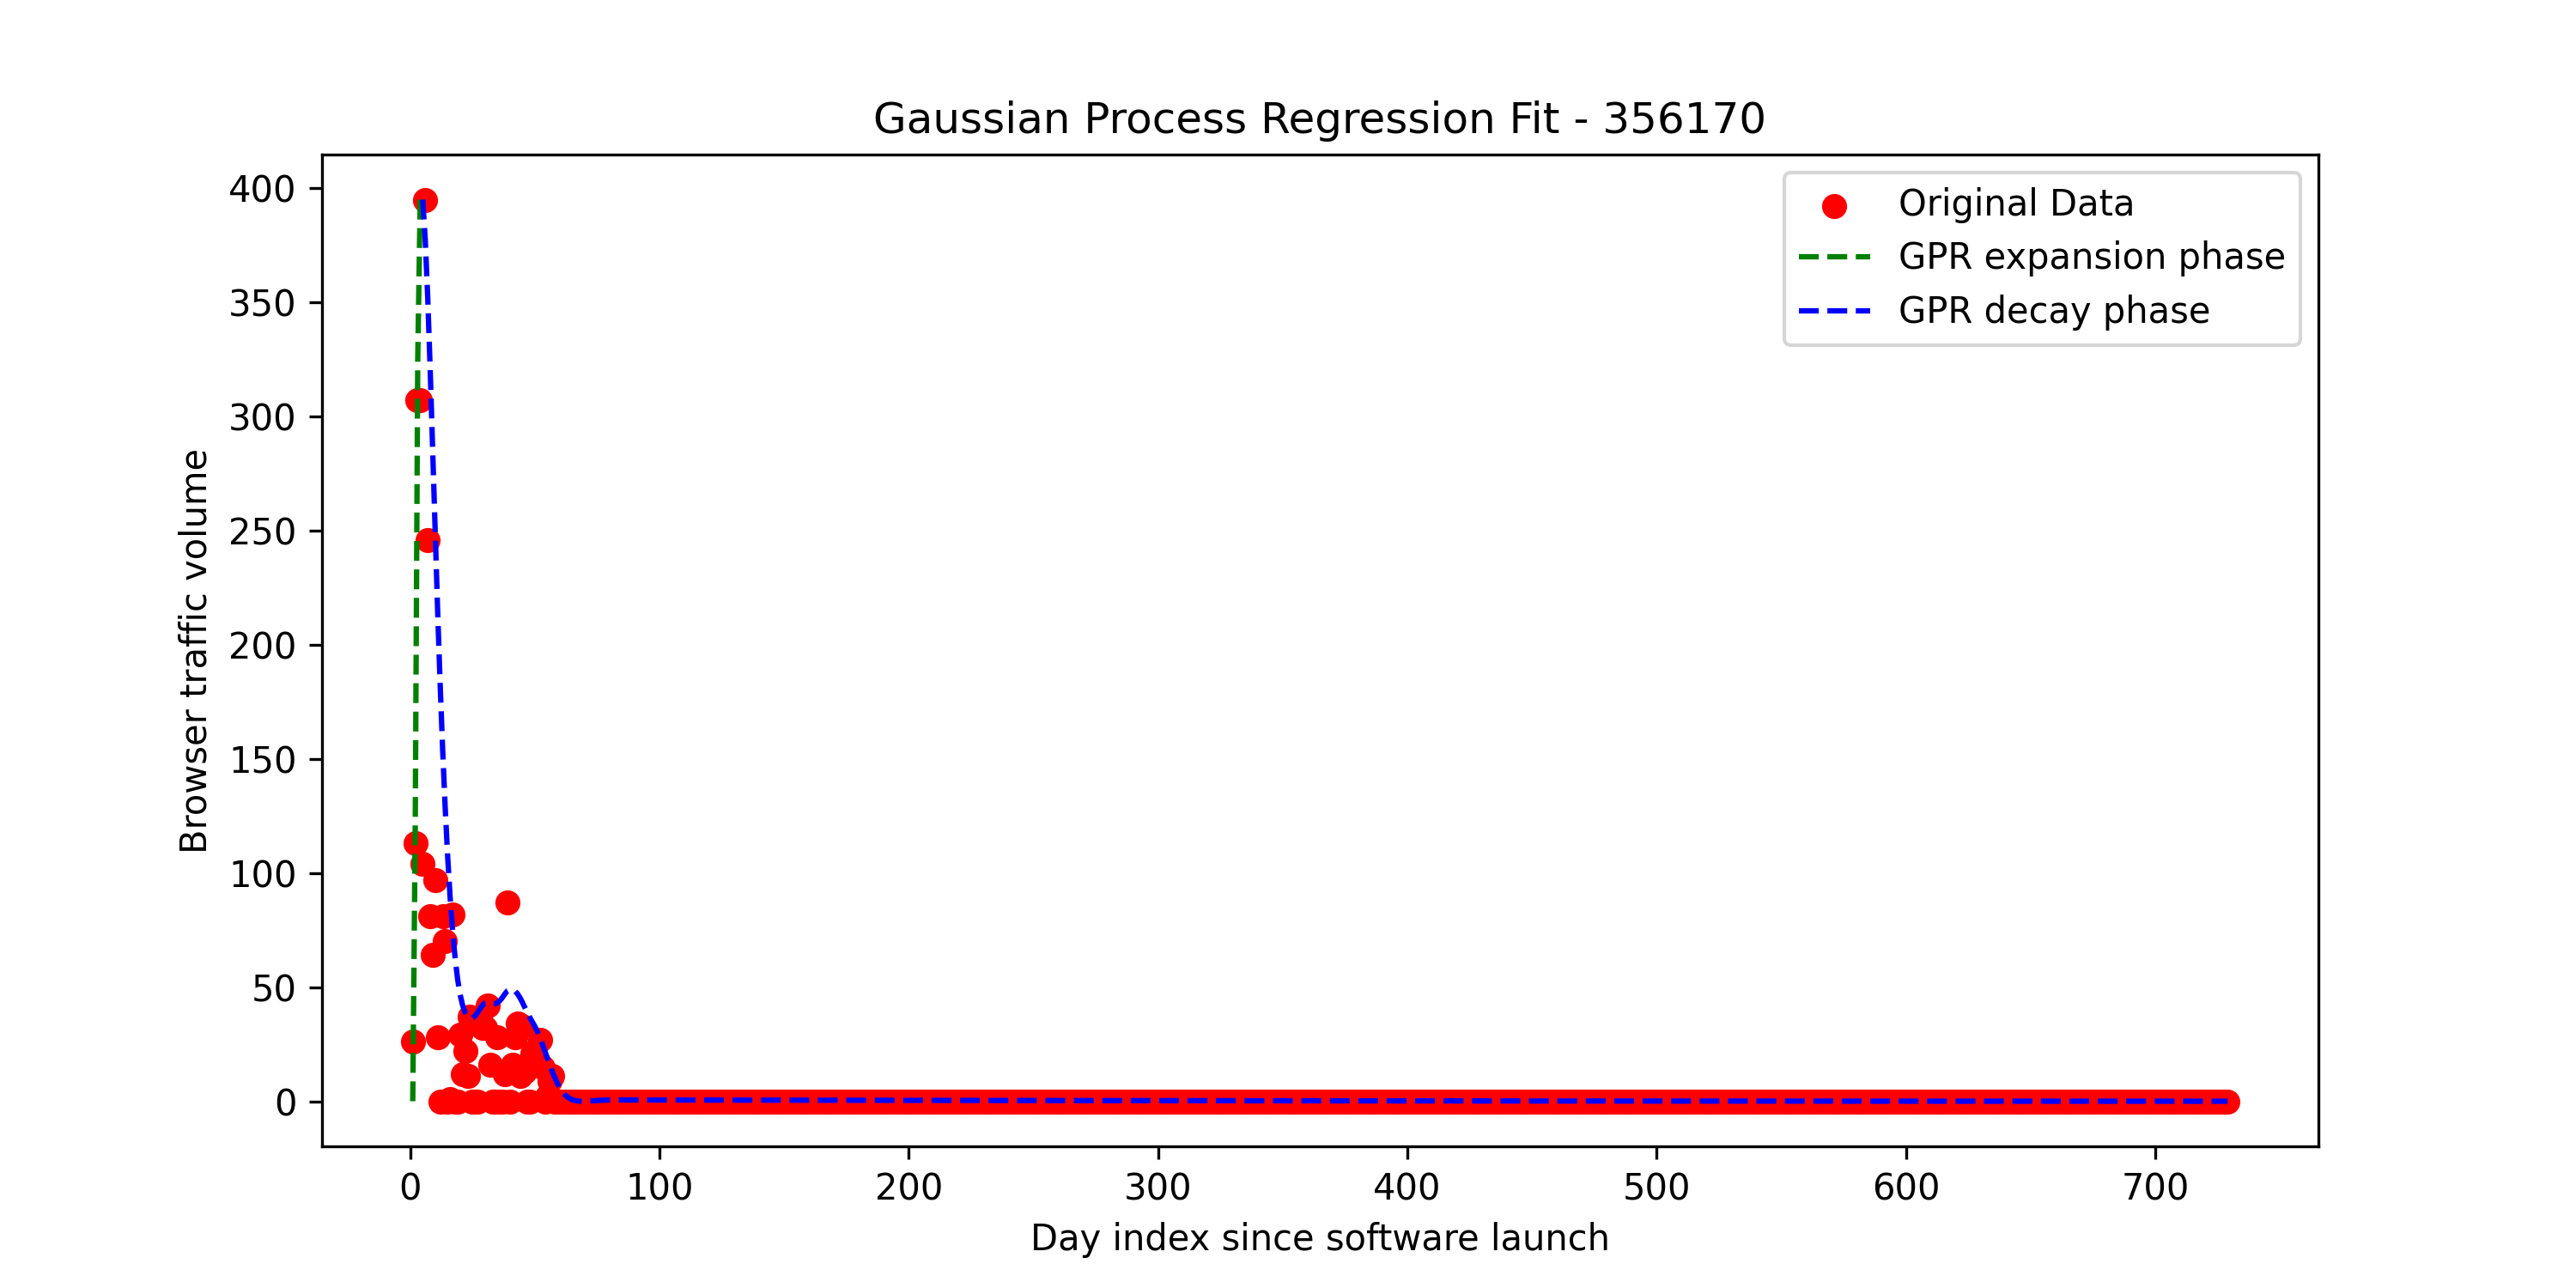 Gaussian Process Regression Fit - 356170
400
350
300
250
200
150
100
50
0
Browser traffic volume
Original Data
GPR expansion phase
GPR decay phase
0 100 200 300 400 500 600 700
Day index since software launch